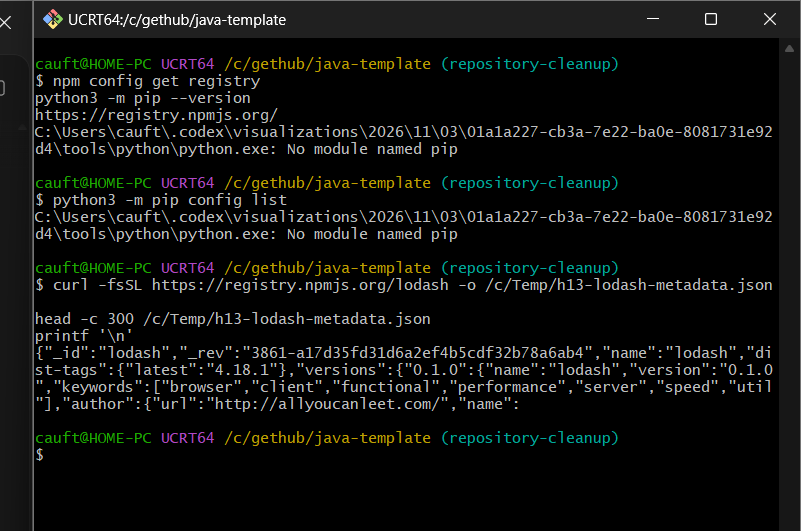 UCRT64:/c/gethub/java-template
cauft@HOME-PC UCRT64 /c/gethub/java-template (repository-cleanup)
$ npm config get registry
python3 -m pip --version
https://registry.npmjs.org/
C:\Users\cauft\.codex\visualizations\2026\11\03\01a1a227-cb3a-7e22-ba0e-8081731e92
d4\tools\python\python.exe: No module named pip
cauft@HOME-PC UCRT64 /c/gethub/java-template (repository-cleanup)
$ python3 -m pip config list
C:\Users\cauft\.codex\visualizations\2026\11\03\01a1a227-cb3a-7e22-ba0e-8081731e92
d4\tools\python\python.exe: No module named pip
cauft@HOME-PC UCRT64 /c/gethub/java-template (repository-cleanup)
$ curl -fsSL https://registry.npmjs.org/lodash -o /c/Temp/h13-lodash-metadata.json
head -c 300 /c/Temp/h13-lodash-metadata.json
printf '\n'
{"_id":"lodash","_rev":"3861-a17d35fd31d6a2ef4b5cdf32b78a6ab4","name":"lodash","di
st-tags":{"latest":"4.18.1"},"versions":{"0.1.0":{"name":"lodash","version":"0.1.0
","keywords":["browser","client","functional","performance","server","speed","util
"],"author":{"url":"http://allyoucanleet.com/","name":
cauft@HOME-PC UCRT64 /c/gethub/java-template (repository-cleanup)
$